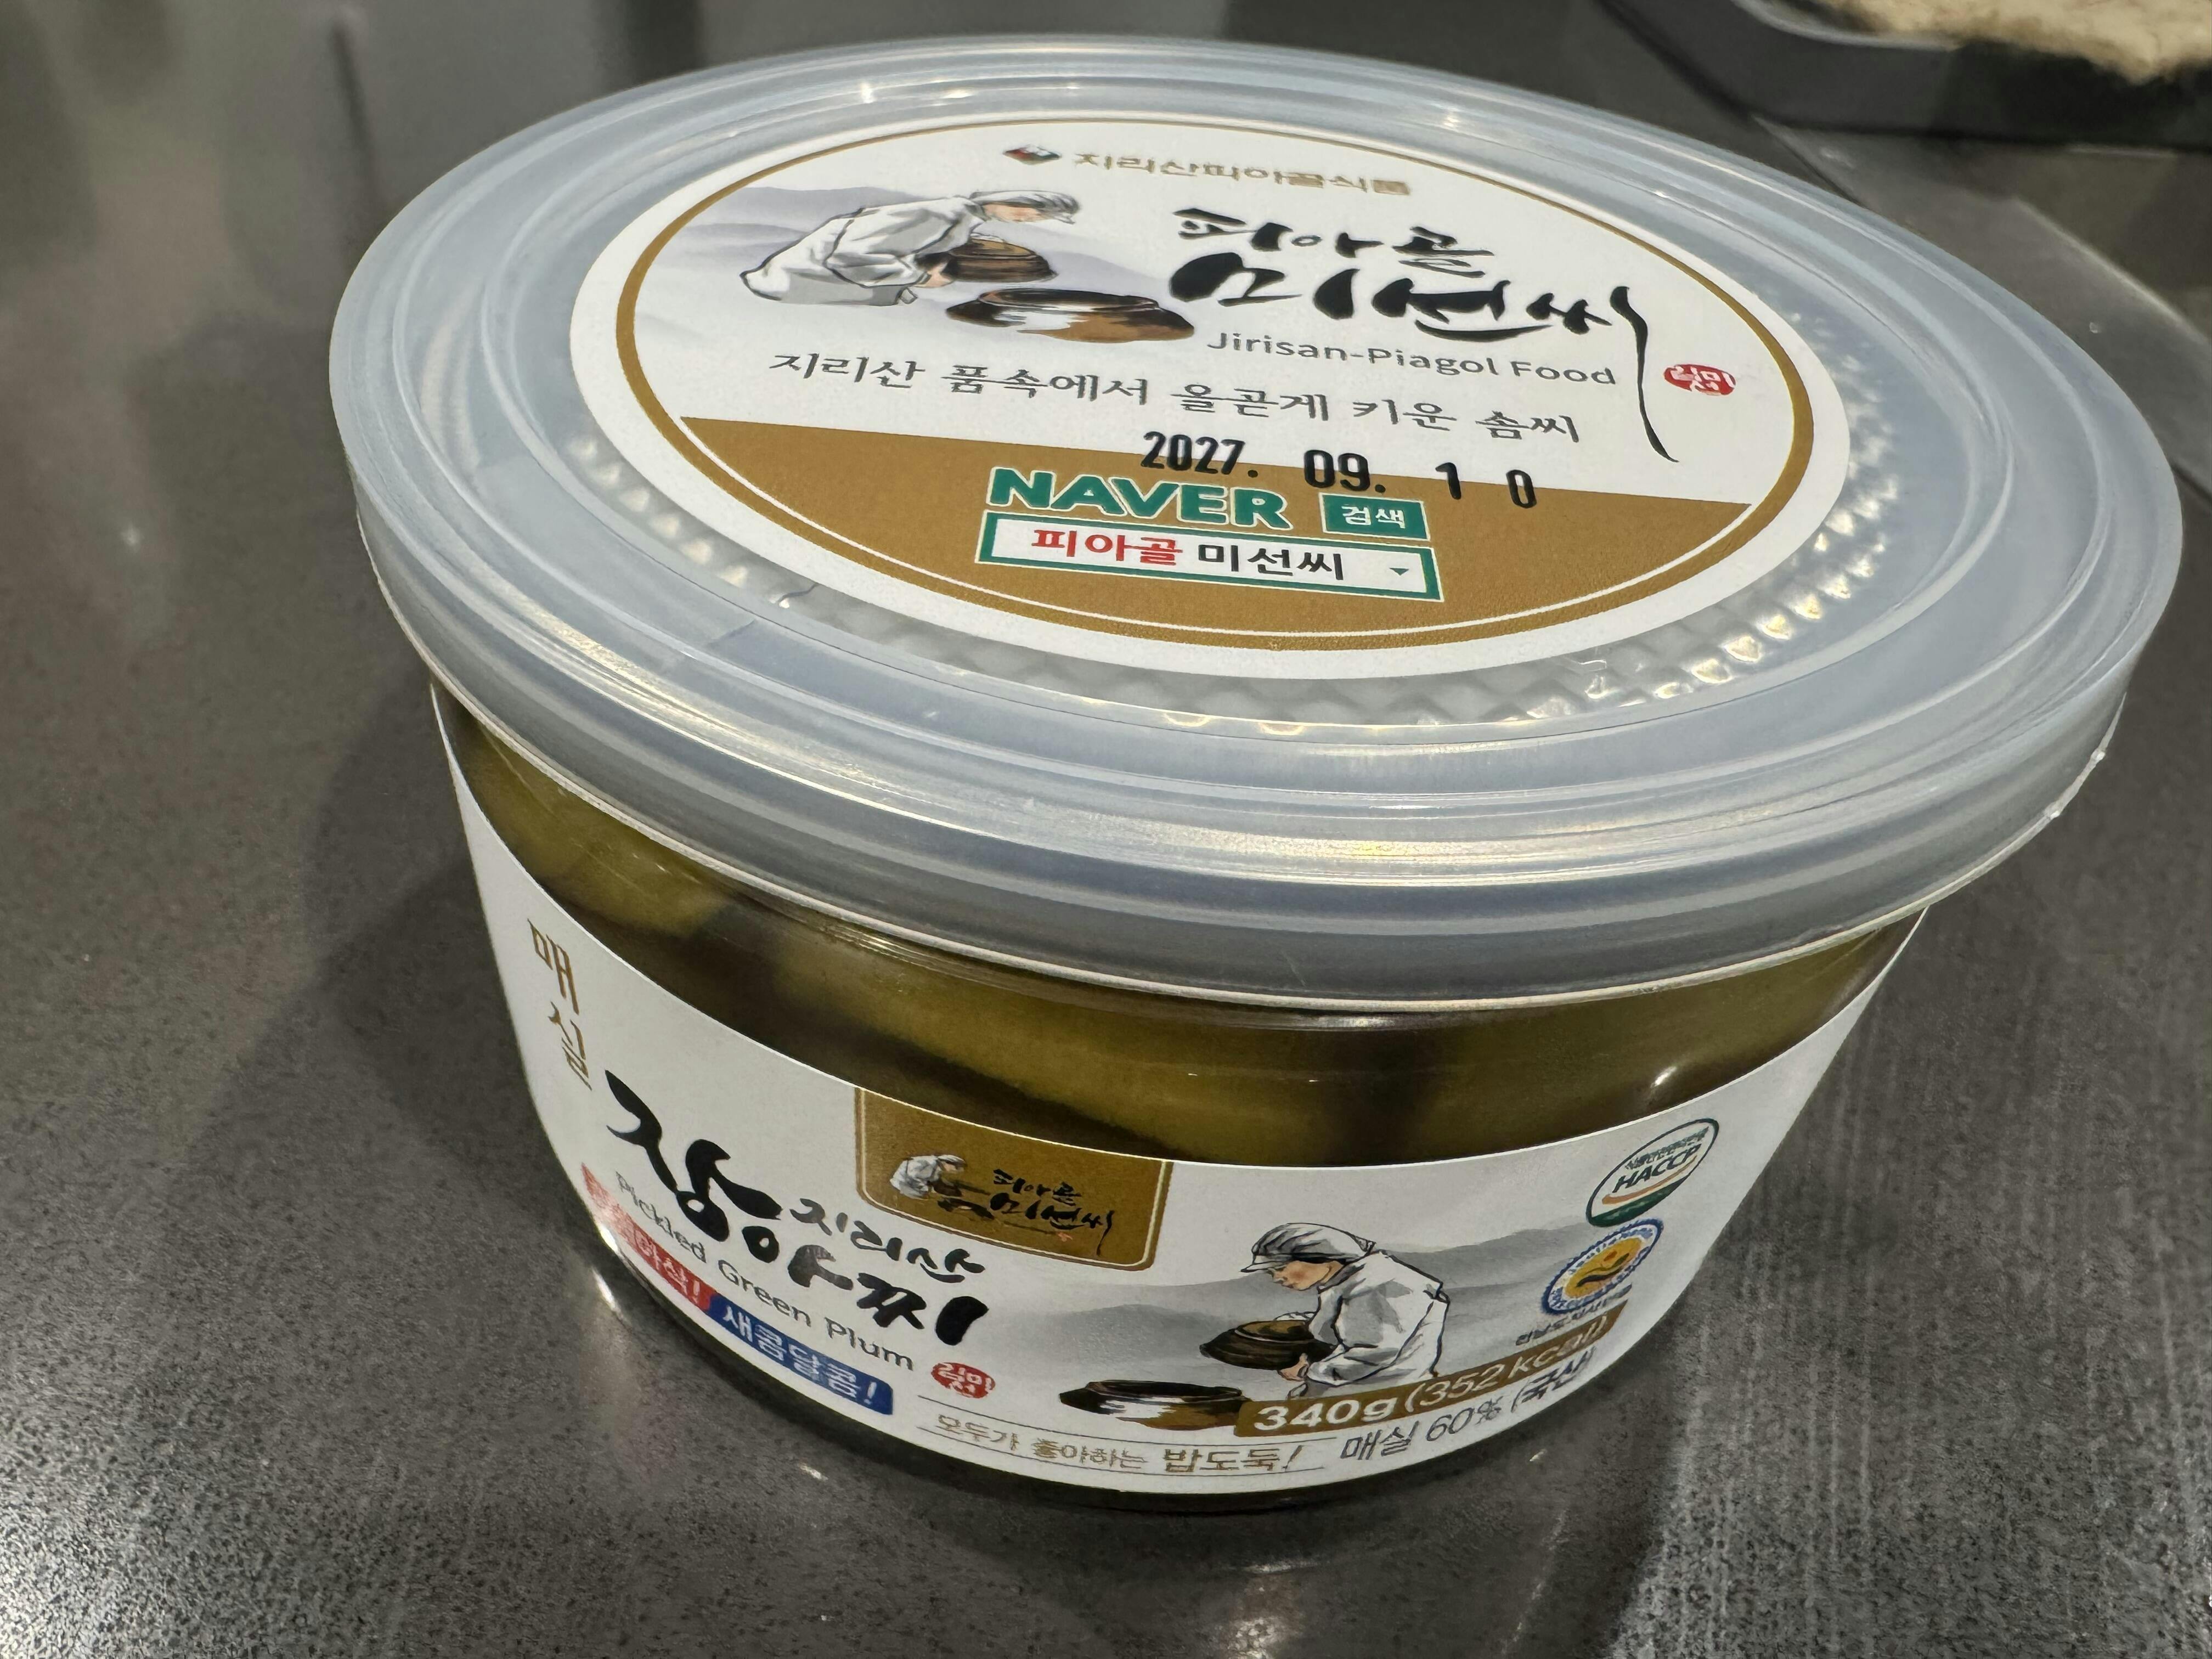 지리산피아골식품
피아골
미선씨
Jirisan-Piagol Food
지리산 품속에서 올곧게 키운 솜씨
2027. 09. 10
NAVER 검색
피아골 미선씨
매실
장아찌
지리산
Pickled Green Plum
새콤달콤!
피아골
미선씨
HACCP
340g (352 kcal)
매실 60% (국산
모두가 좋아하는 밥도둑!